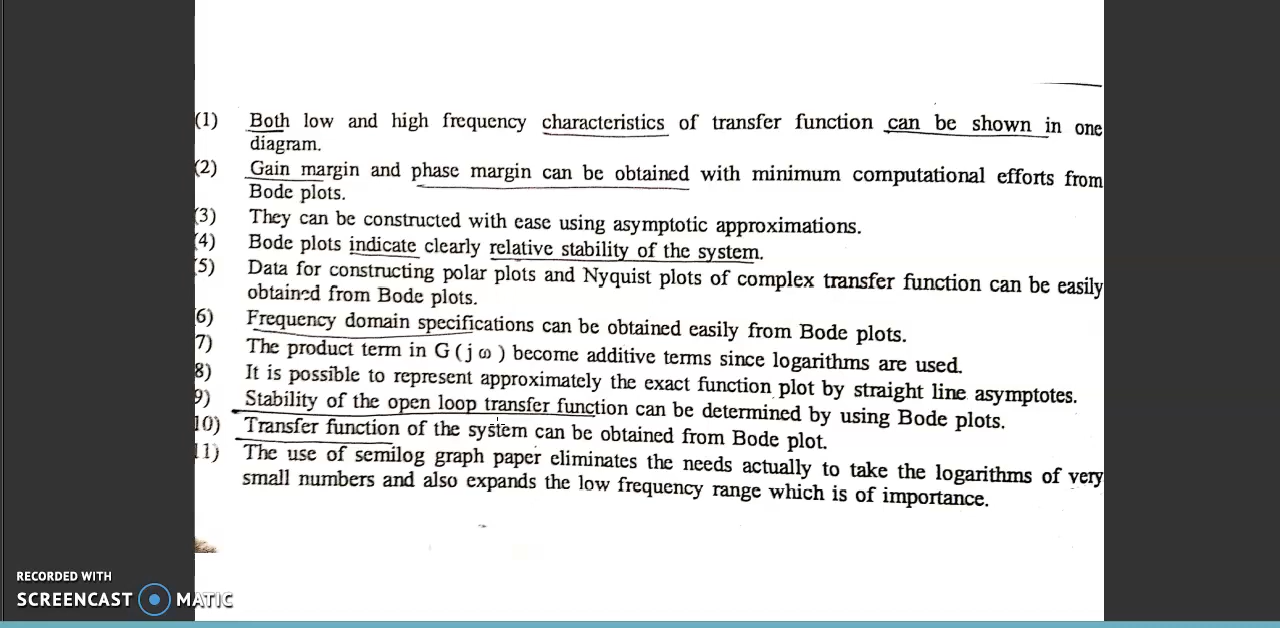 (1) Both low and high frequency characteristics of transfer function can be shown in one
diagram.
(2) Gain margin and phase margin can be obtained with minimum computational efforts from
Bode plots.
(3) They can be constructed with ease using asymptotic approximations.
(4) Bode plots indicate clearly relative stability of the system.
(5) Data for constructing polar plots and Nyquist plots of complex transfer function can be easily
obtained from Bode plots.
6) Frequency domain specifications can be obtained easily from Bode plots.
7) The product term in G ( j ω ) become additive terms since logarithms are used.
8) It is possible to represent approximately the exact function plot by straight line asymptotes.
9) Stability of the open loop transfer function can be determined by using Bode plots.
10) Transfer function of the system can be obtained from Bode plot.
11) The use of semilog graph paper eliminates the needs actually to take the logarithms of very
small numbers and also expands the low frequency range which is of importance.
RECORDED WITH
SCREENCAST MATIC